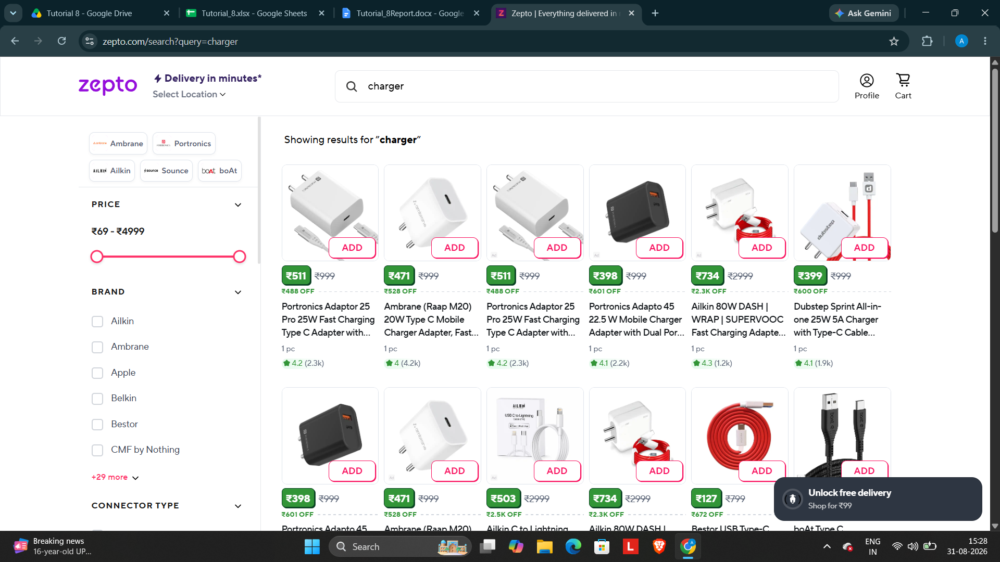 Tutorial 8 - Google Drive
Tutorial_8.xlsx - Google Sheets
Tutorial_8Report.docx - Google
Zepto | Everything delivered in
Ask Gemini
zepto.com/search?query=charger
A
zepto
Delivery in minutes*
Select Location
charger
Profile
Cart
Ambrane
Portronics
Ailkin
Sounce
boAt
PRICE
₹69 - ₹4999
BRAND
Ailkin
Ambrane
Apple
Belkin
Bestor
CMF by Nothing
+29 more
CONNECTOR TYPE
Showing results for "charger"
ADD
ADD
ADD
ADD
ADD
ADD
₹511 ₹999
₹488 OFF
Portronics Adaptor 25
Pro 25W Fast Charging
Type C Adapter with...
1 pc
4.2 (2.3k)
₹471 ₹999
₹528 OFF
Ambrane (Raap M20)
20W Type C Mobile
Charger Adapter, Fast...
1 pc
4 (4.2k)
₹511 ₹999
₹488 OFF
Portronics Adaptor 25
Pro 25W Fast Charging
Type C Adapter with...
1 pc
4.2 (2.3k)
₹398 ₹999
₹601 OFF
Portronics Adapto 45
22.5 W Mobile Charger
Adapter with Dual Por...
1 pc
4.1 (2.2k)
₹734 ₹2999
₹2.3K OFF
Ailkin 80W DASH |
WRAP | SUPERVOOC
Fast Charging Adapte...
1 pc
4.3 (1.2k)
dubstep
₹399 ₹999
₹600 OFF
Dubstep Sprint All-in-
one 25W 5A Charger
with Type-C Cable...
1 pc
4.1 (1.9k)
AILKIN
USB C to Lightning
ADD
ADD
ADD
ADD
ADD
ADD
₹398 ₹999
₹601 OFF
Portronics Adapto 45
₹471 ₹999
₹528 OFF
Ambrane (Raap M20)
₹503 ₹2999
₹2.5K OFF
Ailkin C to Lightning
₹734 ₹2999
₹2.3K OFF
Ailkin 80W DASH |
₹127 ₹799
₹672 OFF
Bestor USB Type-C
boAt Type C
Unlock free delivery
Shop for ₹99
Breaking news
16-year-old UP...
Search
ENG
IN
15:28
31-08-2026